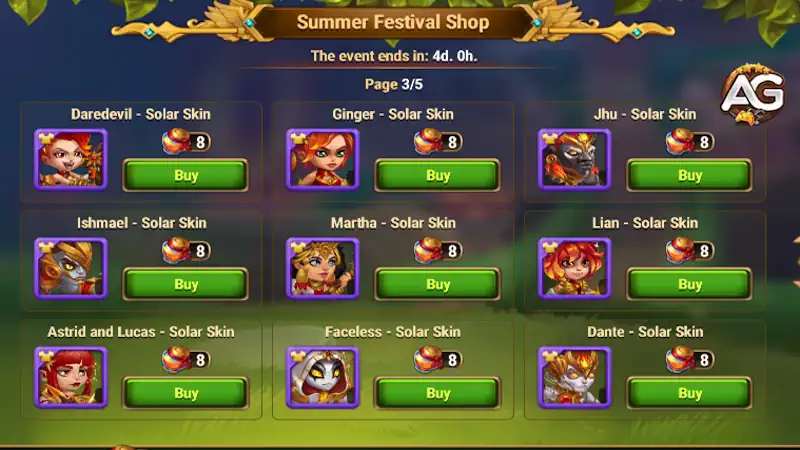 Summer Festival Shop
The event ends in: 4d. 0h.
Page 3/5
AG
Daredevil - Solar Skin
8
Buy
Ginger - Solar Skin
8
Buy
Jhu - Solar Skin
8
Buy
Ishmael - Solar Skin
8
Buy
Martha - Solar Skin
8
Buy
Lian - Solar Skin
8
Buy
Astrid and Lucas - Solar Skin
8
Buy
Faceless - Solar Skin
8
Buy
Dante - Solar Skin
8
Buy